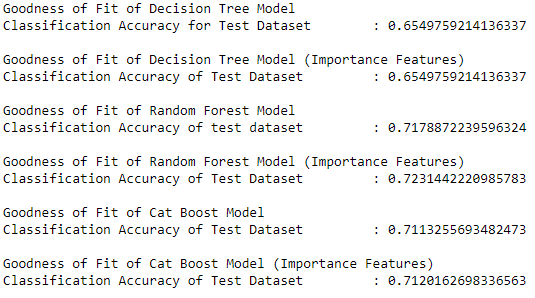 Goodness of Fit of Decision Tree Model
Classification Accuracy for Test Dataset : 0.6549759214136337
Goodness of Fit of Decision Tree Model (Importance Features)
Classification Accuracy of Test Dataset : 0.6549759214136337
Goodness of Fit of Random Forest Model
Classification Accuracy of test dataset : 0.7178872239596324
Goodness of Fit of Random Forest Model (Importance Features)
Classification Accuracy of Test Dataset : 0.7231442220985783
Goodness of Fit of Cat Boost Model
Classification Accuracy of Test Dataset : 0.7113255693482473
Goodness of Fit of Cat Boost Model (Importance Features)
Classification Accuracy of Test Dataset : 0.7120162698336563